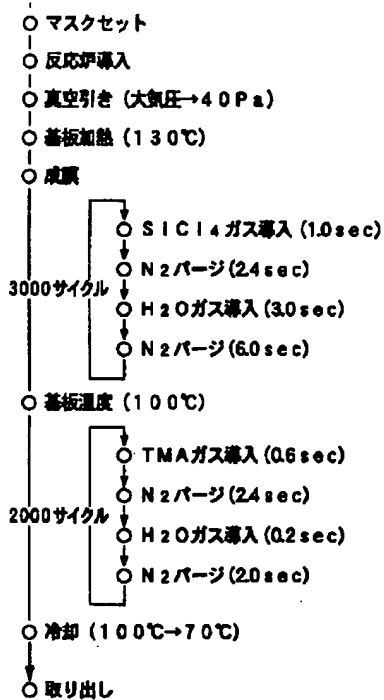 マスクセット
反応炉導入
真空引き (大気圧→40Pa)
基板加熱 (130℃)
成膜
SiCl4ガス導入 (1.0sec)
N2パージ (2.4sec)
3000サイクル
H2Oガス導入 (3.0sec)
N2パージ (6.0sec)
基板温度 (100℃)
TMAガス導入 (0.6sec)
N2パージ (2.4sec)
2000サイクル
H2Oガス導入 (0.2sec)
N2パージ (2.0sec)
冷却 (100℃→70℃)
取り出し